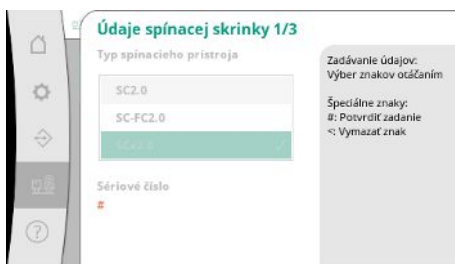 Údaje spínacej skrinky 1/3
Typ spínacieho prístroja
SC2.0
SC-FC2.0
Sériové číslo
#
Zadávanie údajov:
Výber znakov otáčaním
Špeciálne znaky:
#: Potvrdiť zadanie
<: Vymazať znak
?